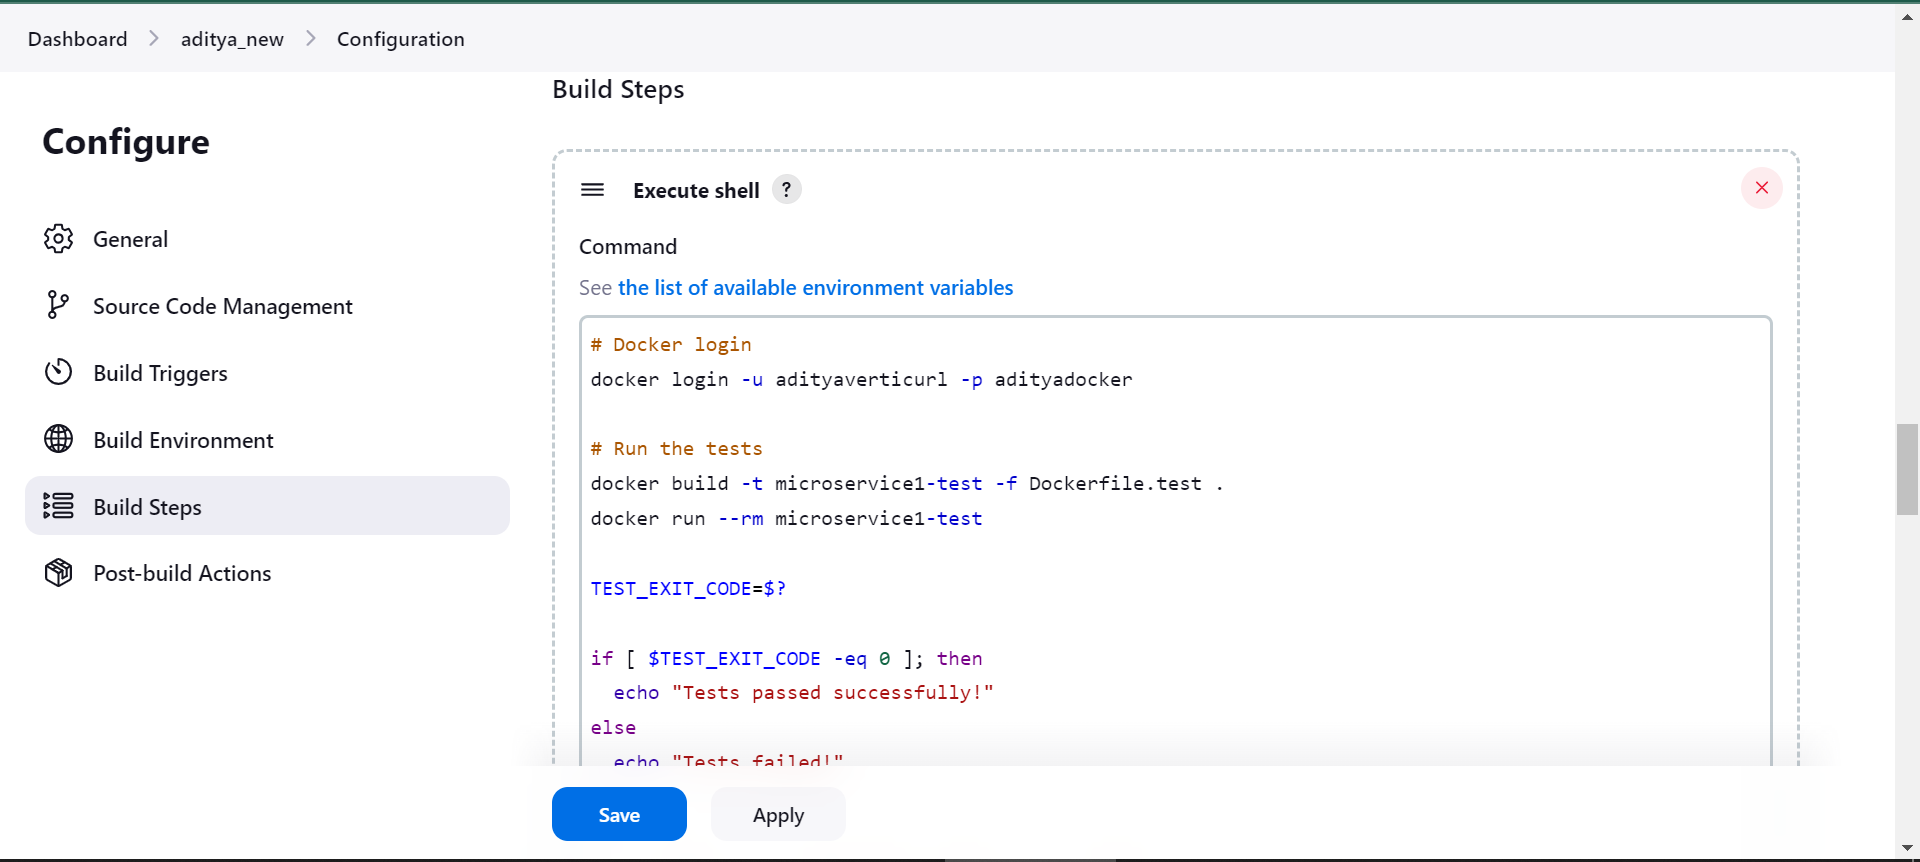 Dashboard > aditya_new > Configuration
Configure
General
Source Code Management
Build Triggers
Build Environment
Build Steps
Post-build Actions
Build Steps
Execute shell ?
Command
See the list of available environment variables
# Docker login
docker login -u adityaverticurl -p adityadocker
# Run the tests
docker build -t microservice1-test -f Dockerfile.test .
docker run --rm microservice1-test
TEST_EXIT_CODE=$?
if [ $TEST_EXIT_CODE -eq 0 ]; then
echo "Tests passed successfully!"
else
echo "Tests failed!"
Save
Apply